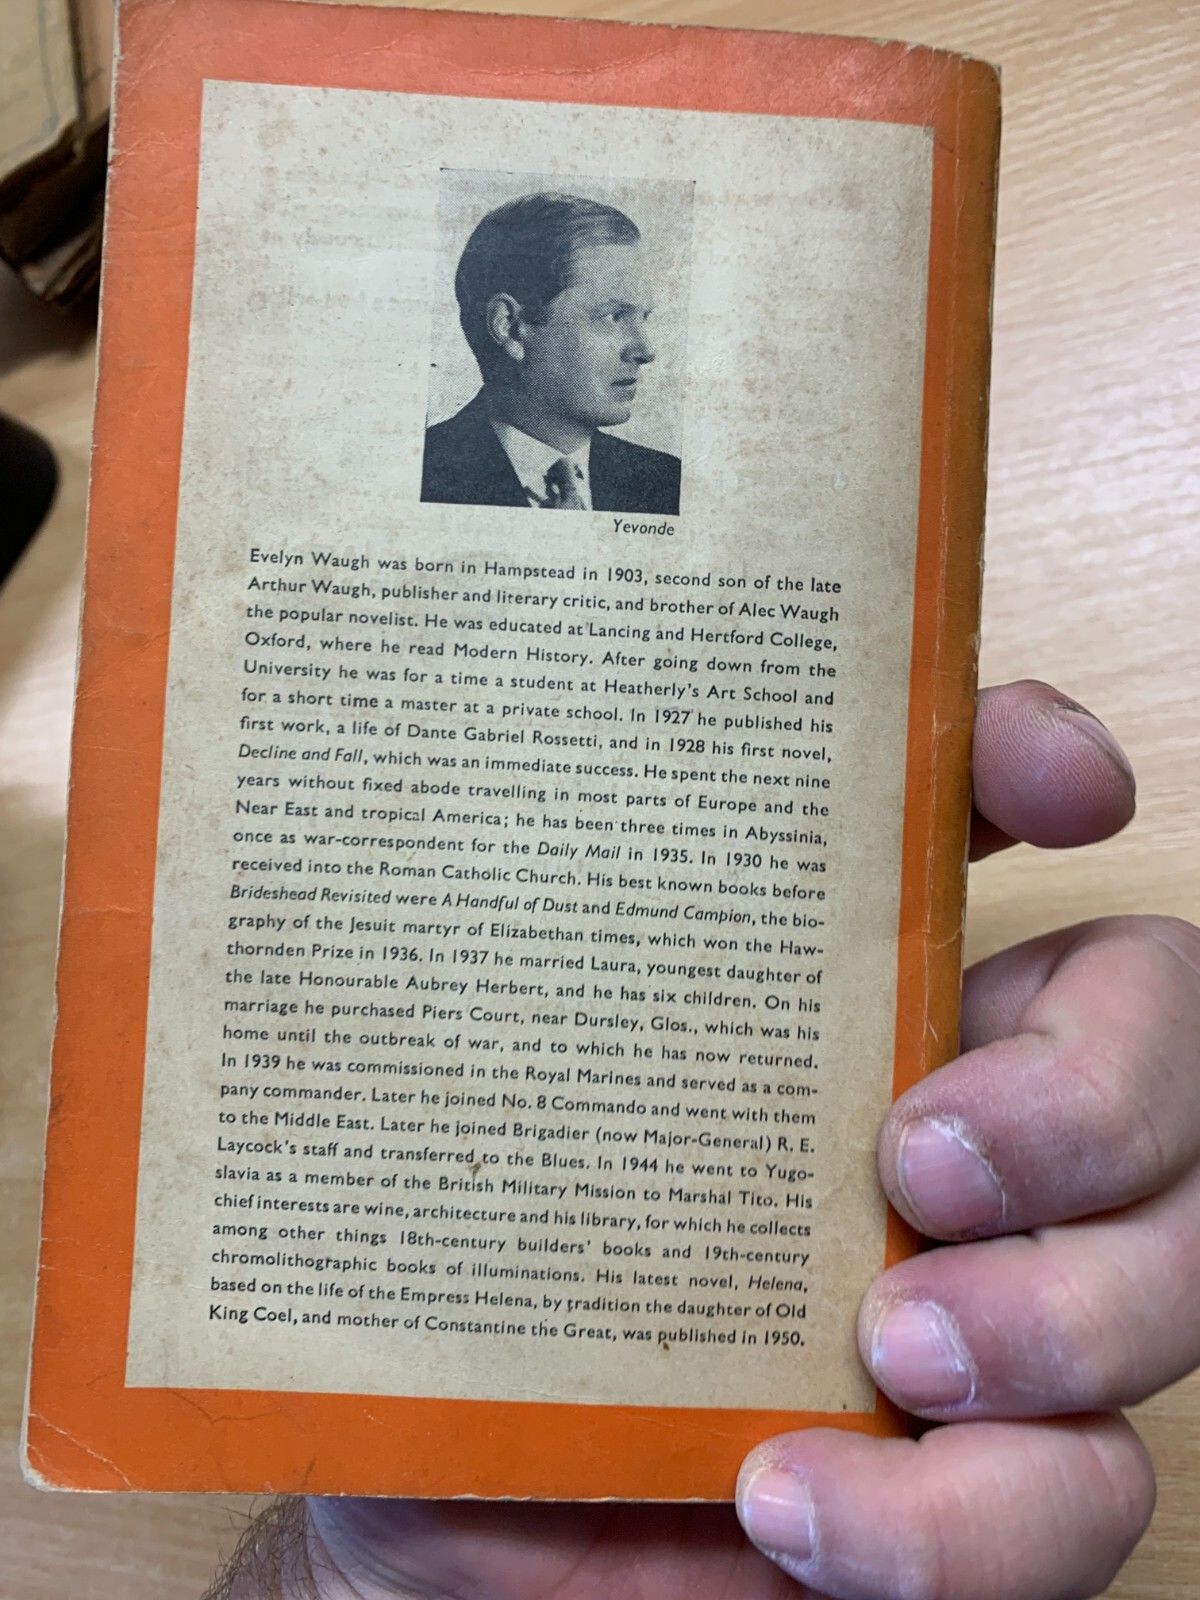 Yevonde
Evelyn Waugh was born in Hampstead in 1903, second son of the late
Arthur Waugh, publisher and literary critic, and brother of Alec Waugh
the popular novelist. He was educated at Lancing and Hertford College,
Oxford, where he read Modern History. After going down from the
University he was for a time a student at Heatherly's Art School and
for a short time a master at a private school. In 1927 he published his
first work, a life of Dante Gabriel Rossetti, and in 1928 his first novel,
Decline and Fall, which was an immediate success. He spent the next nine
years without fixed abode travelling in most parts of Europe and the
Near East and tropical America; he has been three times in Abyssinia,
once as war-correspondent for the Daily Mail in 1935. In 1930 he was
received into the Roman Catholic Church. His best known books before
Brideshead Revisited were A Handful of Dust and Edmund Campion, the bio-
graphy of the Jesuit martyr of Elizabethan times, which won the Haw-
thornden Prize in 1936. In 1937 he married Laura, youngest daughter of
the late Honourable Aubrey Herbert, and he has six children. On his
marriage he purchased Piers Court, near Dursley, Glos., which was his
home until the outbreak of war, and to which he has now returned.
In 1939 he was commissioned in the Royal Marines and served as a com-
pany commander. Later he joined No. 8 Commando and went with them
to the Middle East. Later he joined Brigadier (now Major-General) R. E.
Laycock's staff and transferred to the Blues. In 1944 he went to Yugo-
slavia as a member of the British Military Mission to Marshal Tito. His
chief interests are wine, architecture and his library, for which he collects
among other things 18th-century builders' books and 19th-century
chromolithographic books of illuminations. His latest novel, Helena,
based on the life of the Empress Helena, by tradition the daughter of Old
King Coel, and mother of Constantine the Great, was published in 1950.